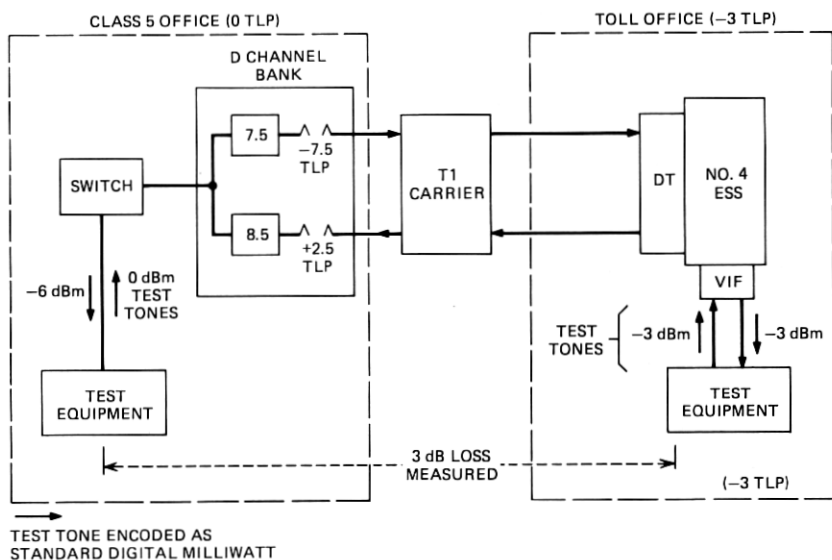 CLASS 5 OFFICE (0 TLP)
TOLL OFFICE (−3 TLP)
D CHANNEL
BANK
7.5
−7.5
TLP
SWITCH
8.5
+2.5
TLP
T1
CARRIER
DT
NO. 4
ESS
VIF
−6 dBm
0 dBm
TEST
TONES
TEST
TONES
−3 dBm
−3 dBm
TEST
EQUIPMENT
TEST
EQUIPMENT
3 dB LOSS
MEASURED
(−3 TLP)
TEST TONE ENCODED AS
STANDARD DIGITAL MILLIWATT